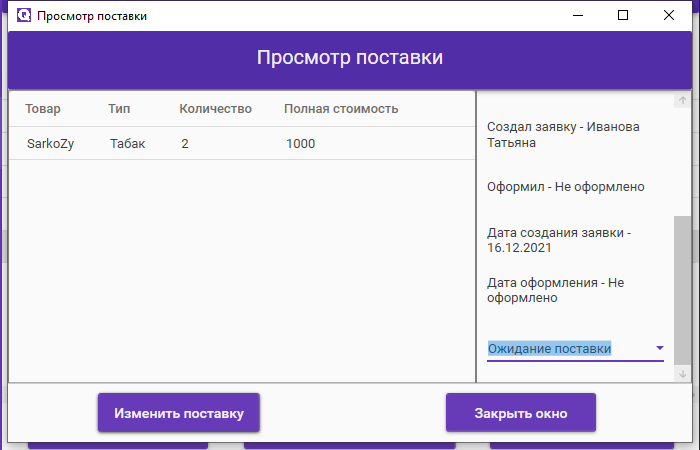 Просмотр поставки
Просмотр поставки
Товар Тип Количество Полная стоимость
SarkoZy Табак 2 1000
Создал заявку - Иванова
Татьяна
Оформил - Не оформлено
Дата создания заявки -
16.12.2021
Дата оформления - Не
оформлено
Ожидание поставки
Изменить поставку Закрыть окно